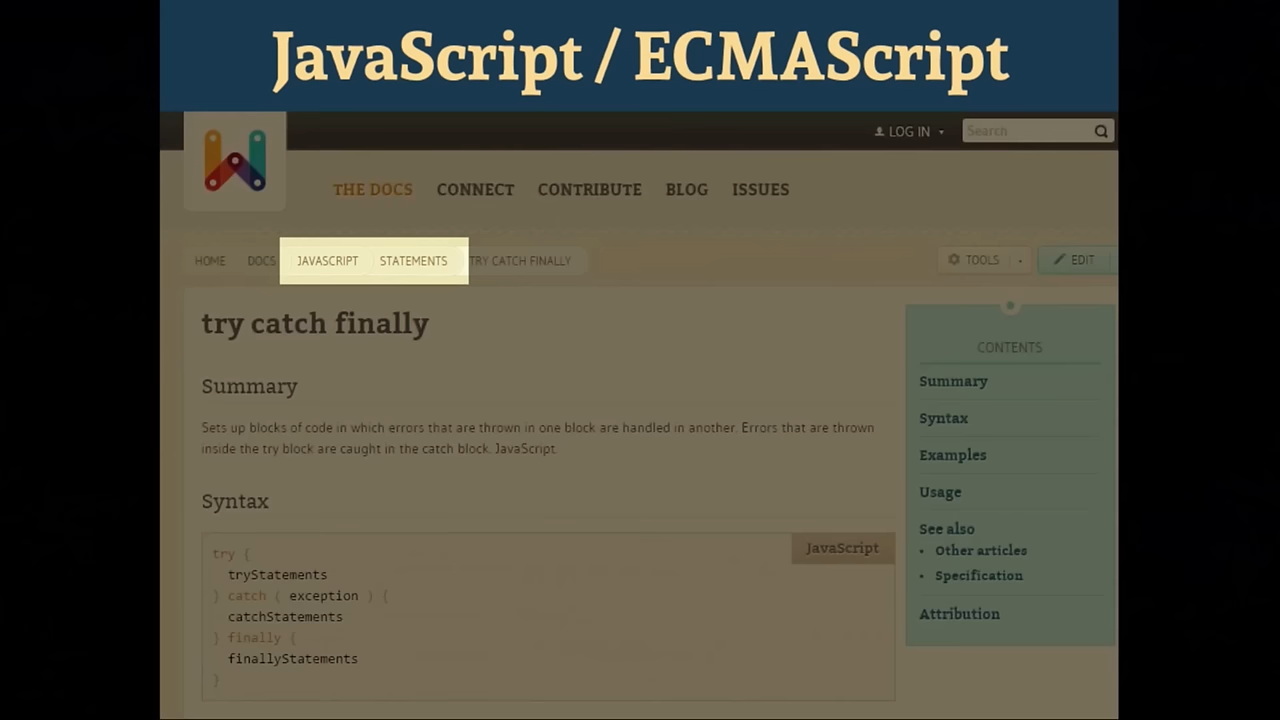 JavaScript / ECMAScript
LOG IN
Search
THE DOCS CONNECT CONTRIBUTE BLOG ISSUES
HOME DOCS JAVASCRIPT STATEMENTS TRY CATCH FINALLY
TOOLS EDIT
try catch finally
Summary
Sets up blocks of code in which errors that are thrown in one block are handled in another. Errors that are thrown
inside the try block are caught in the catch block. JavaScript.
Syntax
JavaScript
try {
tryStatements
} catch ( exception ) {
catchStatements
} finally {
finallyStatements
}
CONTENTS
Summary
Syntax
Examples
Usage
See also
• Other articles
• Specification
Attribution